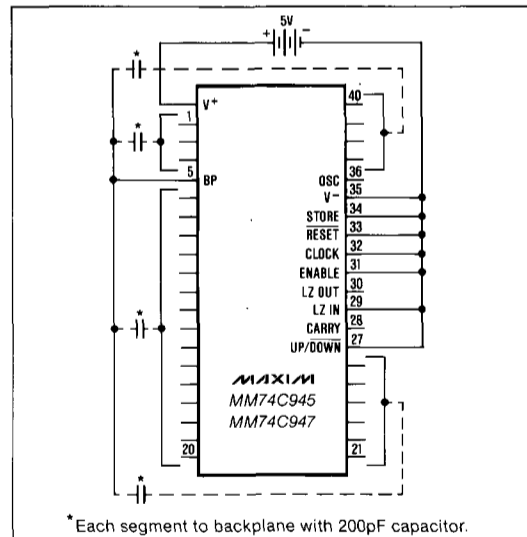 5V
+ −
*
V+
40
1
*
5 BP
OSC 36
V− 35
STORE 34
RESET 33
CLOCK 32
ENABLE 31
LZ OUT 30
LZ IN 29
CARRY 28
UP/DOWN 27
*
MAXIM
MM74C945
MM74C947
20
21
*
*Each segment to backplane with 200pF capacitor.